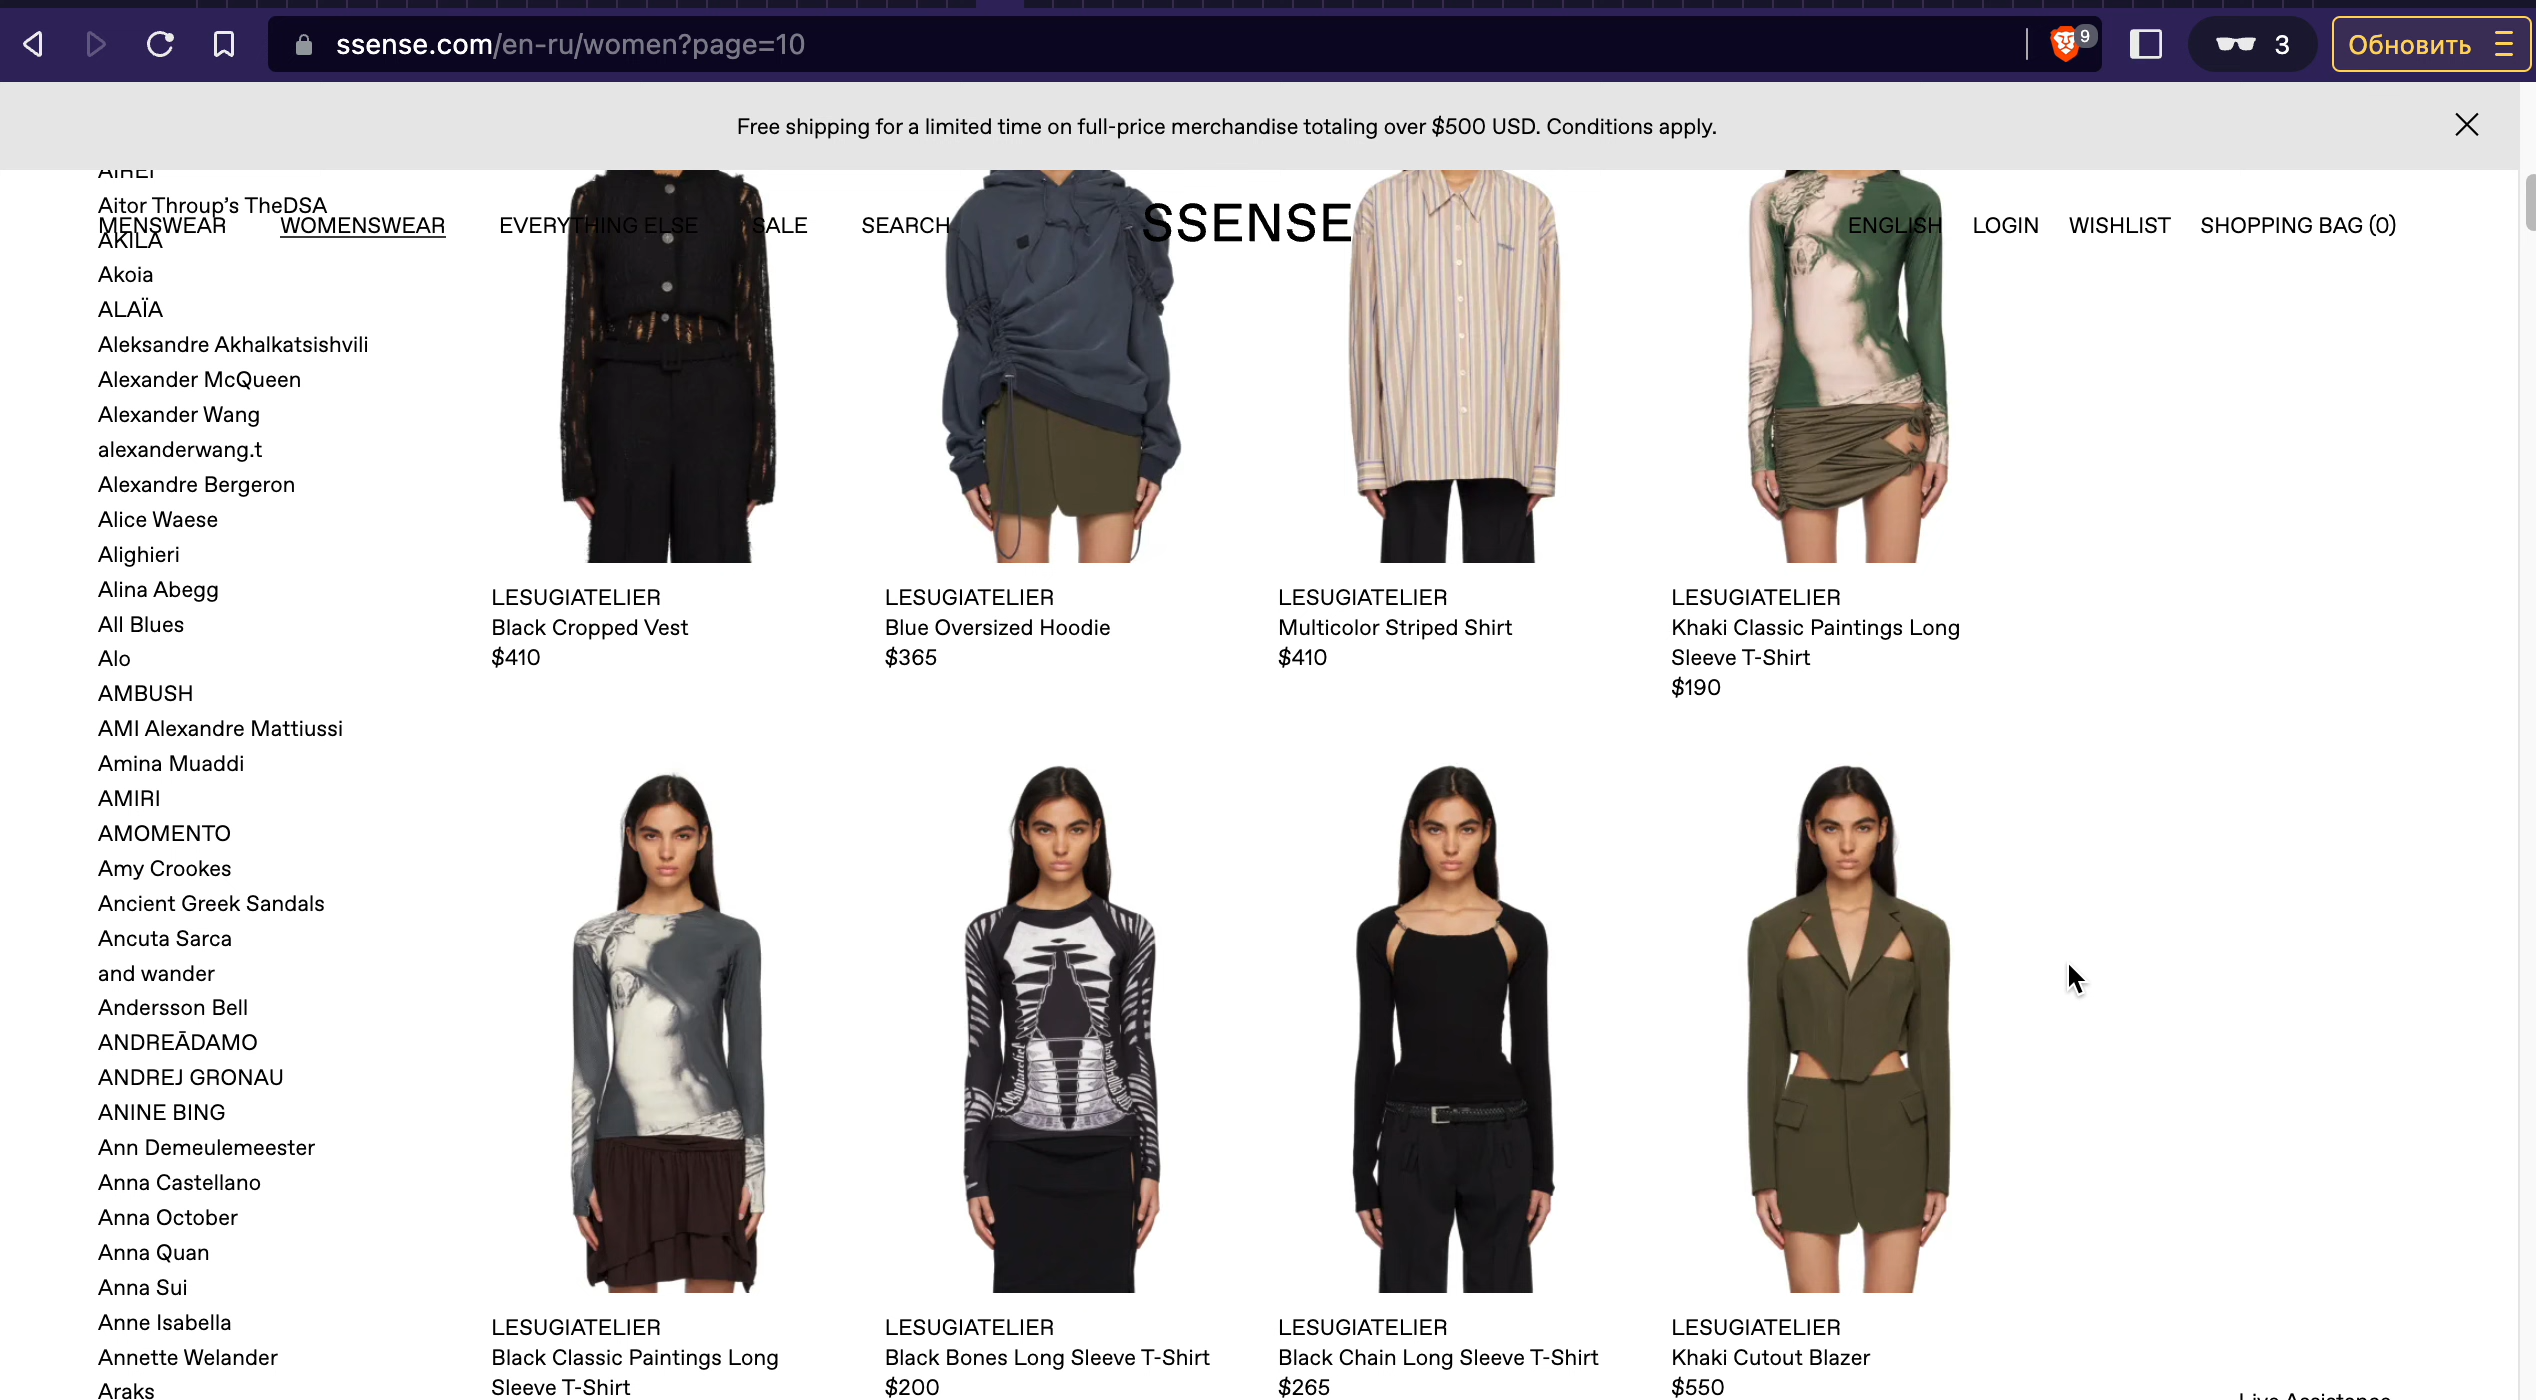 ssense.com/en-ru/women?page=10
9
3
Обновить
Free shipping for a limited time on full-price merchandise totaling over $500 USD. Conditions apply.
MENSWEAR
WOMENSWEAR
EVERYTHING ELSE
SALE
SEARCH
SSENSE
ENGLISH
LOGIN
WISHLIST
SHOPPING BAG (0)
AIREI
Aitor Throup's TheDSA
AKILA
Akoia
ALAÏA
Aleksandre Akhalkatsishvili
Alexander McQueen
Alexander Wang
alexanderwang.t
Alexandre Bergeron
Alice Waese
Alighieri
Alina Abegg
All Blues
Alo
AMBUSH
AMI Alexandre Mattiussi
Amina Muaddi
AMIRI
AMOMENTO
Amy Crookes
Ancient Greek Sandals
Ancuta Sarca
and wander
Andersson Bell
ANDREĀDAMO
ANDREJ GRONAU
ANINE BING
Ann Demeulemeester
Anna Castellano
Anna October
Anna Quan
Anna Sui
Anne Isabella
Annette Welander
Araks
LESUGIATELIER
Black Cropped Vest
$410
LESUGIATELIER
Blue Oversized Hoodie
$365
LESUGIATELIER
Multicolor Striped Shirt
$410
LESUGIATELIER
Khaki Classic Paintings Long
Sleeve T-Shirt
$190
LESUGIATELIER
Black Classic Paintings Long
Sleeve T-Shirt
LESUGIATELIER
Black Bones Long Sleeve T-Shirt
$200
LESUGIATELIER
Black Chain Long Sleeve T-Shirt
$265
LESUGIATELIER
Khaki Cutout Blazer
$550
Live Assistance